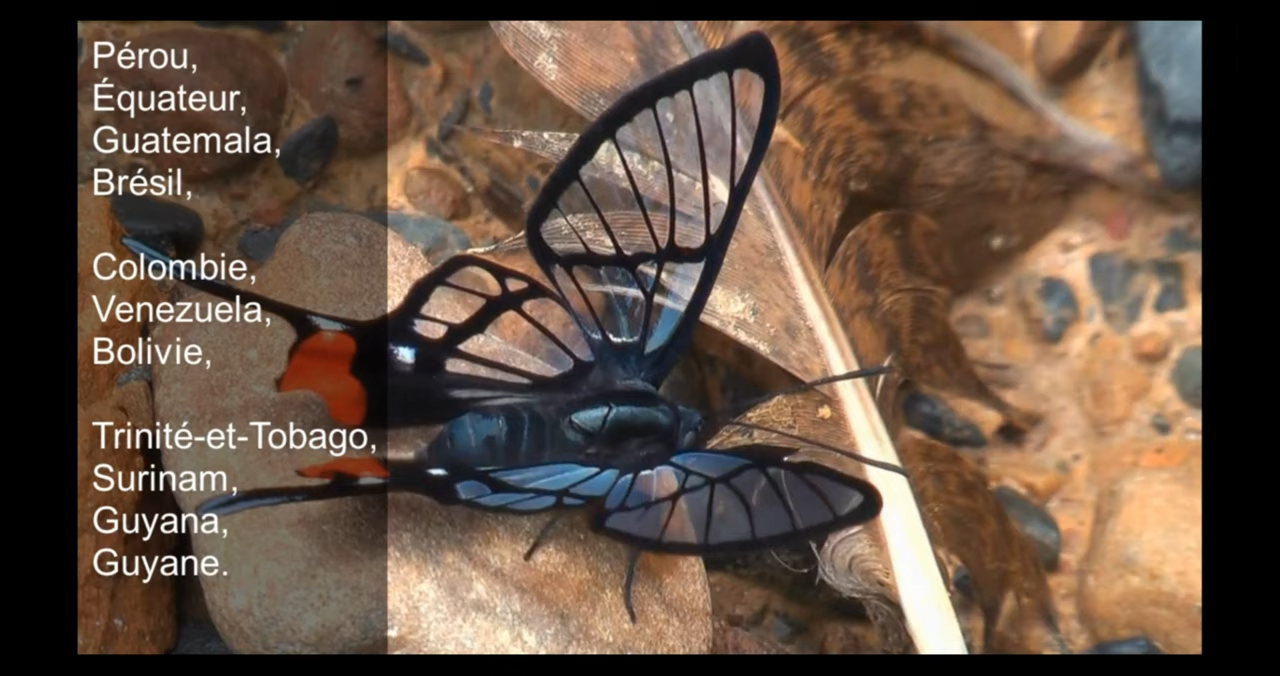 Pérou,
Équateur,
Guatemala,
Brésil,
Colombie,
Venezuela,
Bolivie,
Trinité-et-Tobago,
Surinam,
Guyana,
Guyane.